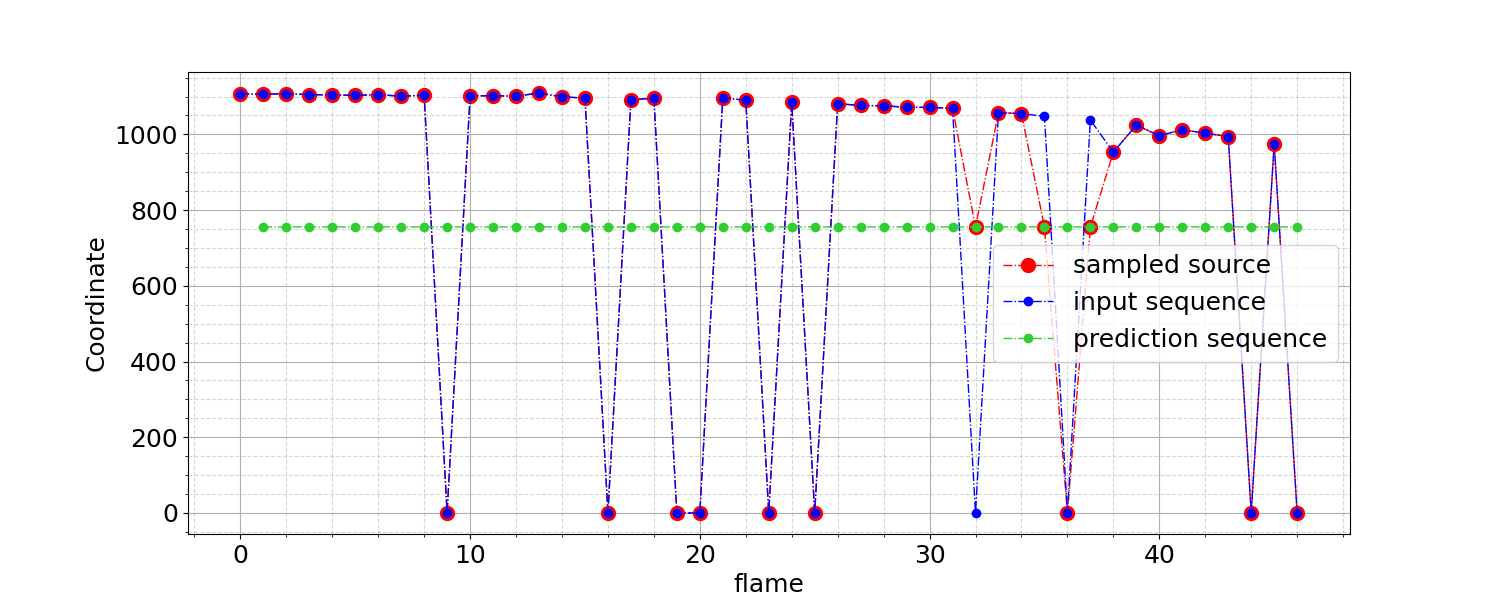 Coordinate
1000
800
600
400
200
0
0 10 20 30 40
flame
sampled source
input sequence
prediction sequence